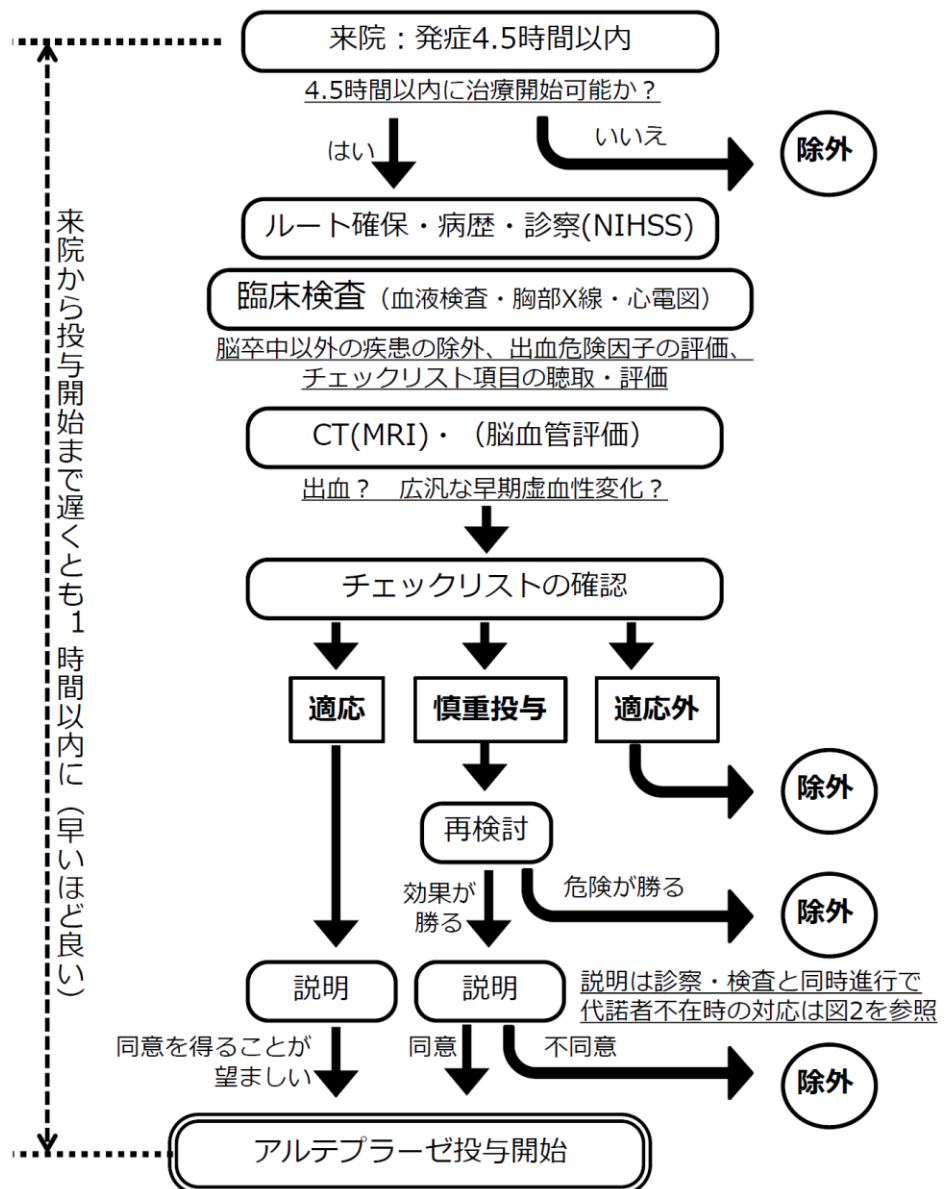 来院：発症4.5時間以内
4.5時間以内に治療開始可能か？
はい
いいえ
除外
ルート確保・病歴・診察(NIHSS)
臨床検査（血液検査・胸部X線・心電図）
脳卒中以外の疾患の除外、出血危険因子の評価、
チェックリスト項目の聴取・評価
CT(MRI)・（脳血管評価）
出血？　広汎な早期虚血性変化？
チェックリストの確認
適応
慎重投与
適応外
除外
再検討
効果が
勝る
危険が勝る
除外
説明
説明
説明は診察・検査と同時進行で
代諾者不在時の対応は図2を参照
同意を得ることが
望ましい
同意
不同意
除外
アルテプラーゼ投与開始
来院から投与開始まで遅くとも１時間以内に（早いほど良い）